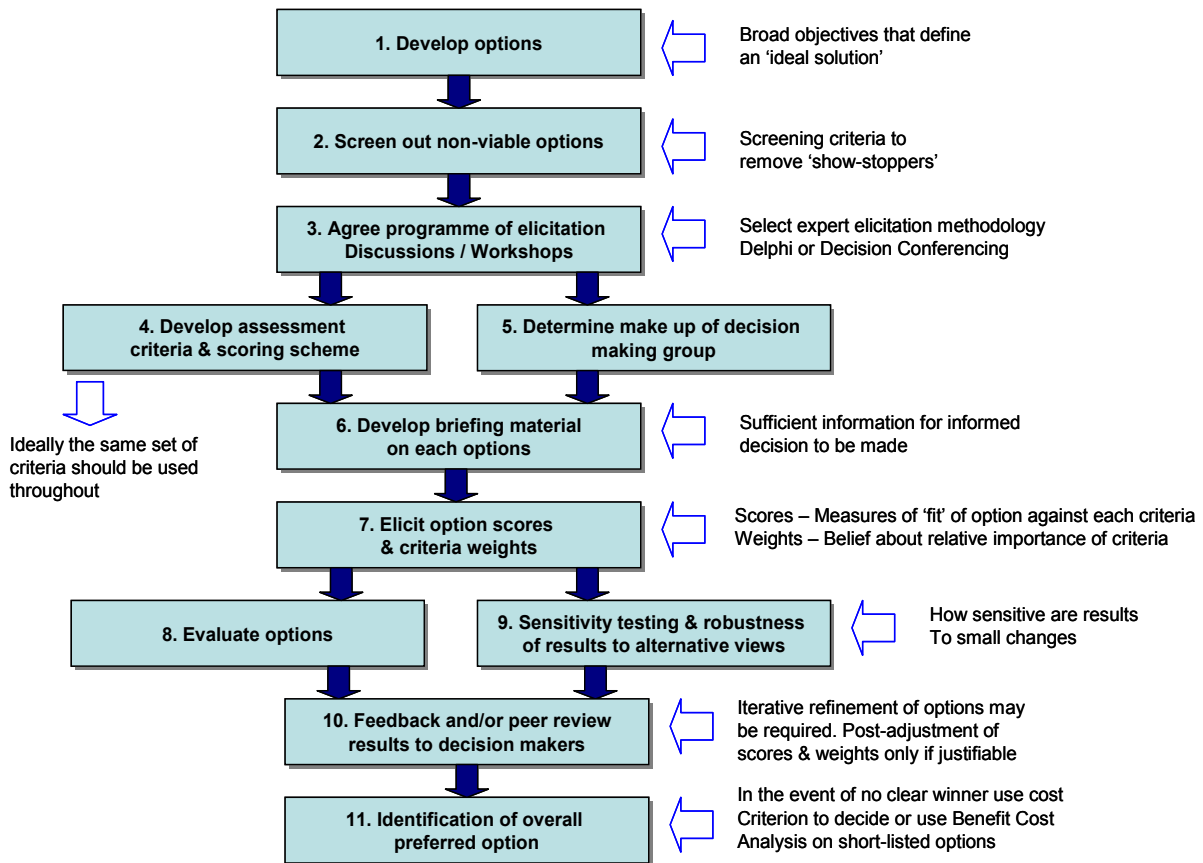 1. Develop options
Broad objectives that define
an ‘ideal solution’
2. Screen out non-viable options
Screening criteria to
remove ‘show-stoppers’
3. Agree programme of elicitation
Discussions / Workshops
Select expert elicitation methodology
Delphi or Decision Conferencing
4. Develop assessment
criteria & scoring scheme
5. Determine make up of decision
making group
Ideally the same set of
criteria should be used
throughout
6. Develop briefing material
on each options
Sufficient information for informed
decision to be made
7. Elicit option scores
& criteria weights
Scores – Measures of ‘fit’ of option against each criteria
Weights – Belief about relative importance of criteria
8. Evaluate options
9. Sensitivity testing & robustness
of results to alternative views
How sensitive are results
To small changes
10. Feedback and/or peer review
results to decision makers
Iterative refinement of options may
be required. Post-adjustment of
scores & weights only if justifiable
11. Identification of overall
preferred option
In the event of no clear winner use cost
Criterion to decide or use Benefit Cost
Analysis on short-listed options